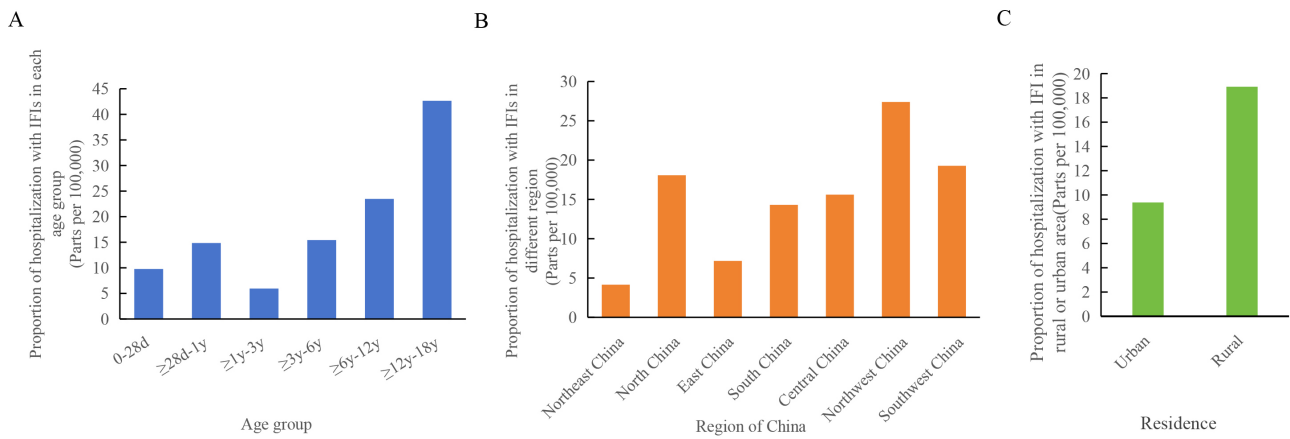 A
Proportion of hospitalization with IFIs in each
age group
(Parts per 100,000)
45
40
35
30
25
20
15
10
5
0
0-28d
≥28d-1y
≥1y-3y
≥3y-6y
≥6y-12y
≥12y-18y
Age group
B
Proportion of hospitalization with IFIs in
different region
(Parts per 100,000)
30
25
20
15
10
5
0
Northeast China
North China
East China
South China
Central China
Northwest China
Southwest China
Region of China
C
Proportion of hospitalization with IFI in
rural or urban area(Parts per 100,000)
20
18
16
14
12
10
8
6
4
2
0
Urban
Rural
Residence